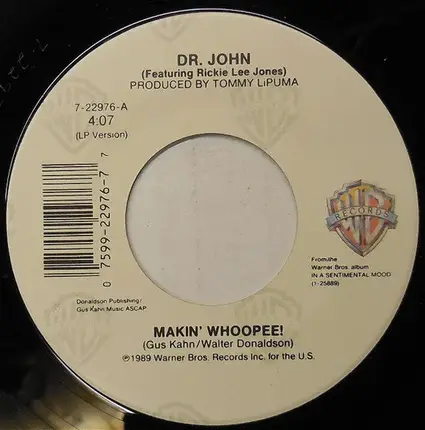 DR. JOHN
(Featuring Rickie Lee Jones)
PRODUCED BY TOMMY LiPUMA
7-22976-A
4:07
(LP Version)
0 7599-22976-7 7
WB
RECORDS
From the
Warner Bros. album
IN A SENTIMENTAL MOOD
(1-25889)
Donaldson Publishing/
Gus Kahn Music ASCAP
MAKIN' WHOOPEE!
(Gus Kahn/Walter Donaldson)
℗1989 Warner Bros. Records Inc. for the U.S.